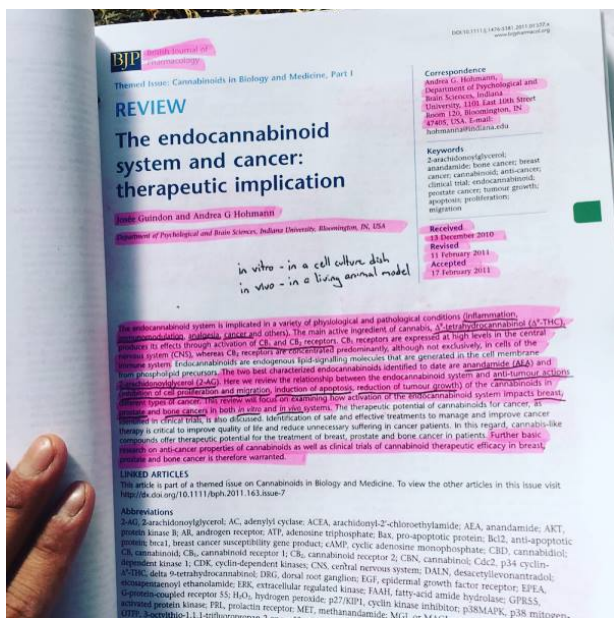 DOI:10.1111/j.1476-5381.2011.01327.x
www.brjpharmacol.org
BJP British Journal of
Pharmacology
Themed Issue: Cannabinoids in Biology and Medicine, Part I
REVIEW
The endocannabinoid
system and cancer:
therapeutic implication
Josée Guindon and Andrea G Hohmann
Department of Psychological and Brain Sciences, Indiana University, Bloomington, IN, USA
Correspondence
Andrea G. Hohmann,
Department of Psychological and
Brain Sciences, Indiana
University, 1101 East 10th Street
Room 120, Bloomington, IN
47405, USA. E-mail:
hohmanna@indiana.edu
Keywords
2-arachidonoylglycerol;
anandamide; bone cancer; breast
cancer; cannabinoid; anti-cancer;
clinical trial; endocannabinoid;
prostate cancer; tumour growth;
apoptosis; proliferation;
migration
Received
13 December 2010
Revised
11 February 2011
Accepted
17 February 2011
in vitro - in a cell culture dish
in vivo - in a living animal model
The endocannabinoid system is implicated in a variety of physiological and pathological conditions (inflammation,
immunomodulation, analgesia, cancer and others). The main active ingredient of cannabis, Δ⁹-tetrahydrocannabinol (Δ⁹-THC),
produces its effects through activation of CB₁ and CB₂ receptors. CB₁ receptors are expressed at high levels in the central
nervous system (CNS), whereas CB₂ receptors are concentrated predominantly, although not exclusively, in cells of the
immune system. Endocannabinoids are endogenous lipid-signalling molecules that are generated in the cell membrane
from phospholipid precursors. The two best characterized endocannabinoids identified to date are anandamide (AEA) and
2-arachidonoylglycerol (2-AG). Here we review the relationship between the endocannabinoid system and anti-tumour actions
(inhibition of cell proliferation and migration, induction of apoptosis, reduction of tumour growth) of the cannabinoids in
different types of cancer. This review will focus on examining how activation of the endocannabinoid system impacts breast,
prostate and bone cancers in both in vitro and in vivo systems. The therapeutic potential of cannabinoids for cancer, as
identified in clinical trials, is also discussed. Identification of safe and effective treatments to manage and improve cancer
therapy is critical to improve quality of life and reduce unnecessary suffering in cancer patients. In this regard, cannabis-like
compounds offer therapeutic potential for the treatment of breast, prostate and bone cancer in patients. Further basic
research on anti-cancer properties of cannabinoids as well as clinical trials of cannabinoid therapeutic efficacy in breast,
prostate and bone cancer is therefore warranted.
LINKED ARTICLES
This article is part of a themed issue on Cannabinoids in Biology and Medicine. To view the other articles in this issue visit
http://dx.doi.org/10.1111/bph.2011.163.issue-7
Abbreviations
2-AG, 2-arachidonoylglycerol; AC, adenylyl cyclase; ACEA, arachidonyl-2'-chloroethylamide; AEA, anandamide; AKT,
protein kinase B; AR, androgen receptor; ATP, adenosine triphosphate; Bax, pro-apoptotic protein; Bcl2, anti-apoptotic
protein; brca1, breast cancer susceptibility gene product; cAMP, cyclic adenosine monophosphate; CBD, cannabidiol;
CB, cannabinoid; CB₁, cannabinoid receptor 1; CB₂, cannabinoid receptor 2; CBN, cannabinol; Cdc2, p34 cyclin-
dependent kinase 1; CDK, cyclin-dependent kinases; CNS, central nervous system; DALN, desacetyllevonantradol;
Δ⁹-THC, delta 9-tetrahydrocannabinol; DRG, dorsal root ganglion; EGF, epidermal growth factor receptor; EPEA,
eicosapentaenoyl ethanolamide; ERK, extracellular regulated kinase; FAAH, fatty-acid amide hydrolase; GPR55,
G-protein-coupled receptor 55; H₂O₂, hydrogen peroxide; p27/KIP1, cyclin kinase inhibitor; p38MAPK, p38 mitogen-
activated protein kinase; PRL, prolactin receptor; MET, methanandamide; MGL or MAGL
OTFP, 3-octylthio-1,1,1-trifluoropropan-2-